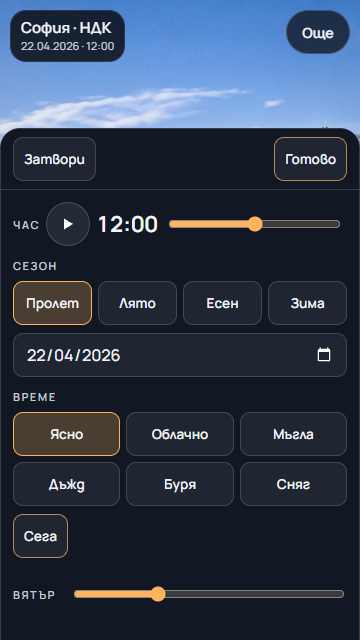 София · НДК
22.04.2026 · 12:00
Още
Затвори
Готово
ЧАС
12:00
СЕЗОН
Пролет Лято Есен Зима
22/04/2026
ВРЕМЕ
Ясно Облачно Мъгла
Дъжд Буря Сняг
Сега
ВЯТЪР